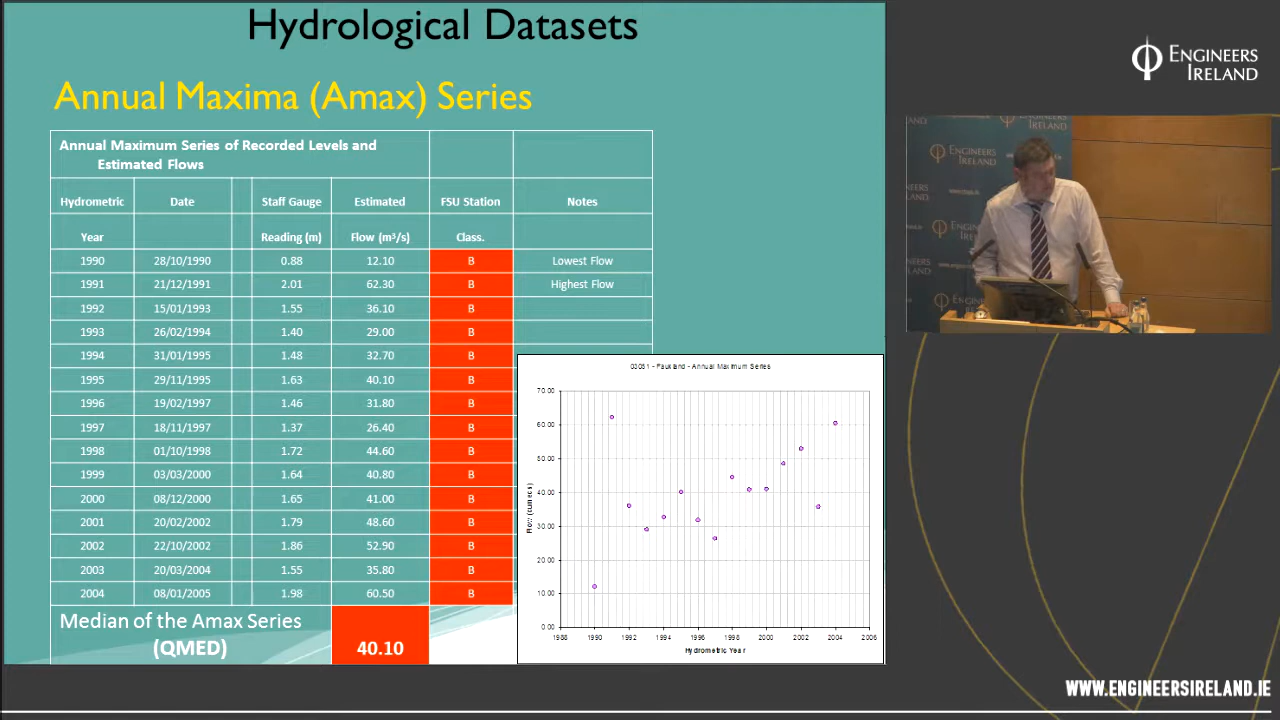 Hydrological Datasets
Annual Maxima (Amax) Series
Annual Maximum Series of Recorded Levels and
Estimated Flows
Hydrometric Date Staff Gauge Estimated FSU Station Notes
Year Reading (m) Flow (m³/s) Class.
1990 28/10/1990 0.88 12.10 B Lowest Flow
1991 21/12/1991 2.01 62.30 B Highest Flow
1992 15/01/1993 1.55 36.10 B
1993 26/02/1994 1.40 29.00 B
1994 31/01/1995 1.48 32.70 B
1995 29/11/1995 1.63 40.10 B
1996 19/02/1997 1.46 31.80 B
1997 18/11/1997 1.37 26.40 B
1998 01/10/1998 1.72 44.60 B
1999 03/03/2000 1.64 40.80 B
2000 08/12/2000 1.65 41.00 B
2001 20/02/2002 1.79 48.60 B
2002 22/10/2002 1.86 52.90 B
2003 20/03/2004 1.55 35.80 B
2004 08/01/2005 1.98 60.50 B
Median of the Amax Series
(QMED) 40.10
03051 - Faulkland - Annual Maximum Series
70.00
60.00
50.00
40.00
30.00
20.00
10.00
0.00
Flow (cumecs)
1988 1990 1992 1994 1996 1998 2000 2002 2004 2006
Hydrometric Year
ENGINEERS
IRELAND
ENGINEERS
IRELAND
ENGINEERS
IRELAND
WWW.ENGINEERSIRELAND.IE